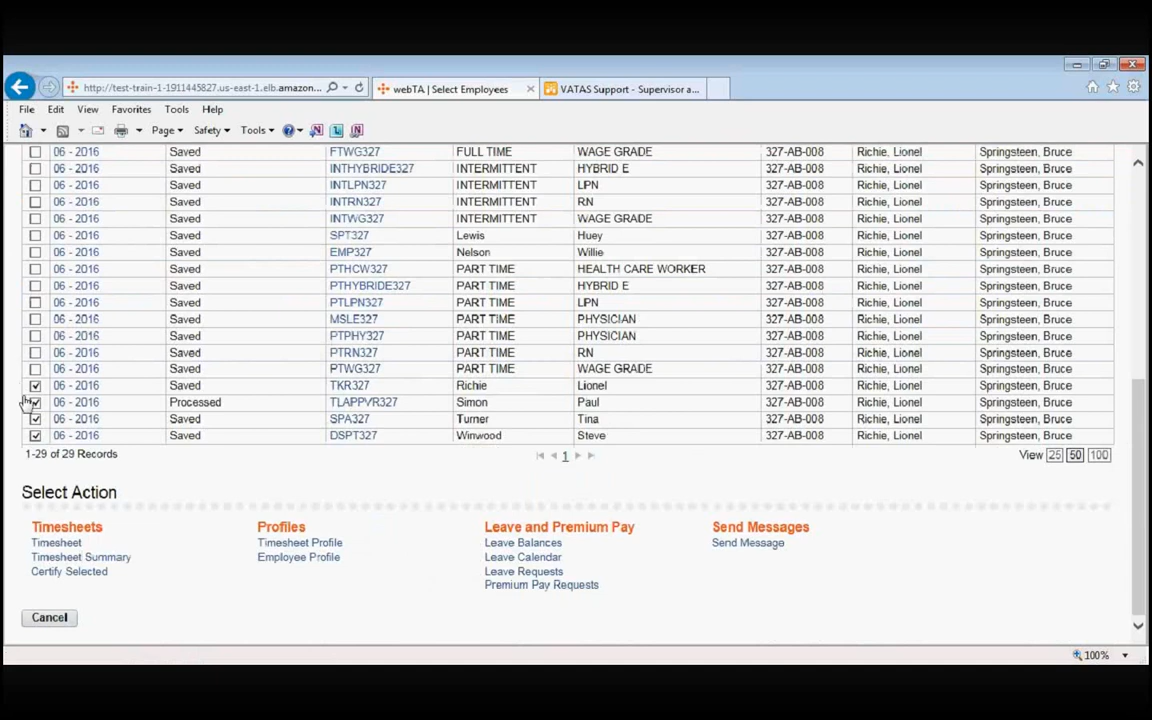 http://test-train-1-1911445827.us-east-1.elb.amazon... webTA | Select Employees VATAS Support - Supervisor a...
File Edit View Favorites Tools Help
Page Safety Tools
06 - 2016 Saved FTWG327 FULL TIME WAGE GRADE 327-AB-008 Richie, Lionel Springsteen, Bruce
06 - 2016 Saved INTHYBRIDE327 INTERMITTENT HYBRID E 327-AB-008 Richie, Lionel Springsteen, Bruce
06 - 2016 Saved INTLPN327 INTERMITTENT LPN 327-AB-008 Richie, Lionel Springsteen, Bruce
06 - 2016 Saved INTRN327 INTERMITTENT RN 327-AB-008 Richie, Lionel Springsteen, Bruce
06 - 2016 Saved INTWG327 INTERMITTENT WAGE GRADE 327-AB-008 Richie, Lionel Springsteen, Bruce
06 - 2016 Saved SPT327 Lewis Huey 327-AB-008 Richie, Lionel Springsteen, Bruce
06 - 2016 Saved EMP327 Nelson Willie 327-AB-008 Richie, Lionel Springsteen, Bruce
06 - 2016 Saved PTHCW327 PART TIME HEALTH CARE WORKER 327-AB-008 Richie, Lionel Springsteen, Bruce
06 - 2016 Saved PTHYBRIDE327 PART TIME HYBRID E 327-AB-008 Richie, Lionel Springsteen, Bruce
06 - 2016 Saved PTLPN327 PART TIME LPN 327-AB-008 Richie, Lionel Springsteen, Bruce
06 - 2016 Saved MSLE327 PART TIME PHYSICIAN 327-AB-008 Richie, Lionel Springsteen, Bruce
06 - 2016 Saved PTPHY327 PART TIME PHYSICIAN 327-AB-008 Richie, Lionel Springsteen, Bruce
06 - 2016 Saved PTRN327 PART TIME RN 327-AB-008 Richie, Lionel Springsteen, Bruce
06 - 2016 Saved PTWG327 PART TIME WAGE GRADE 327-AB-008 Richie, Lionel Springsteen, Bruce
06 - 2016 Saved TKR327 Richie Lionel 327-AB-008 Richie, Lionel Springsteen, Bruce
06 - 2016 Processed TLAPPVR327 Simon Paul 327-AB-008 Richie, Lionel Springsteen, Bruce
06 - 2016 Saved SPA327 Turner Tina 327-AB-008 Richie, Lionel Springsteen, Bruce
06 - 2016 Saved DSPT327 Winwood Steve 327-AB-008 Richie, Lionel Springsteen, Bruce
1-29 of 29 Records 1 View 25 50 100
Select Action
Timesheets Profiles Leave and Premium Pay Send Messages
Timesheet Timesheet Profile Leave Balances Send Message
Timesheet Summary Employee Profile Leave Calendar
Certify Selected Leave Requests
Premium Pay Requests
Cancel
100%